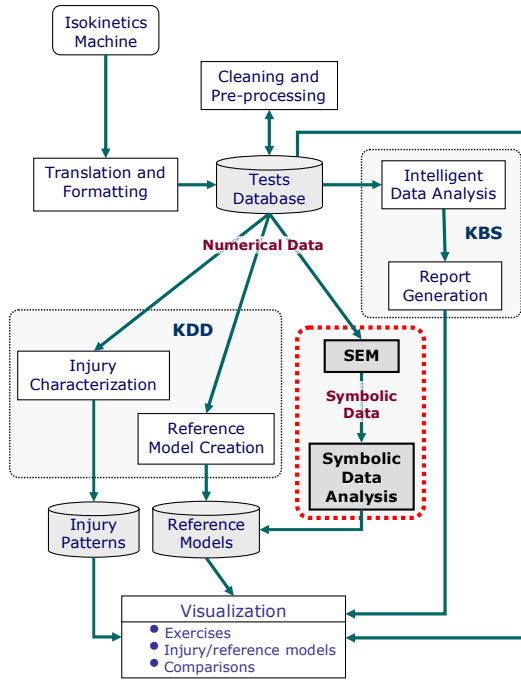 Isokinetics
Machine
Cleaning and
Pre-processing
Translation and
Formatting
Tests
Database
Intelligent
Data Analysis
KBS
Numerical Data
Report
Generation
KDD
Injury
Characterization
SEM
Symbolic
Data
Reference
Model Creation
Symbolic
Data
Analysis
Injury
Patterns
Reference
Models
Visualization
• Exercises
• Injury/reference models
• Comparisons